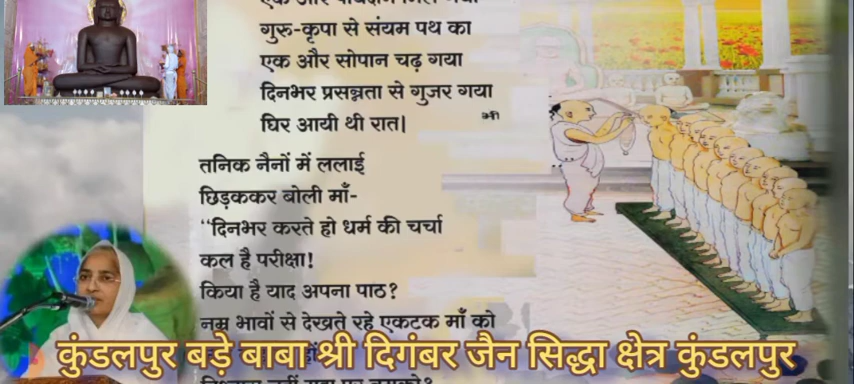 गुरु-कृपा से संयम पथ का
एक और सोपान चढ़ गया
दिनभर प्रसन्नता से गुजर गया
घिर आयी थी रात।
तनिक नैनों में ललाई
छिड़ककर बोली माँ-
“दिनभर करते हो धर्म की चर्चा
कल है परीक्षा!
किया है याद अपना पाठ?
नम्र भावों से देखते रहे एकटक माँ को
कुंडलपुर बड़े बाबा श्री दिगंबर जैन सिद्धा क्षेत्र कुंडलपुर